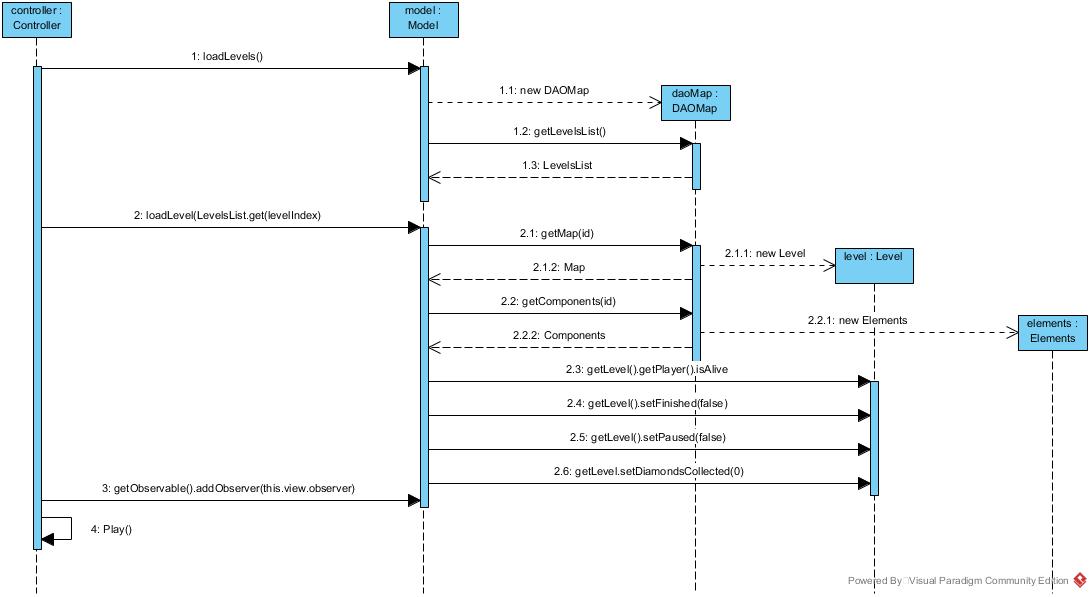 controller :
Controller
model :
Model
1: loadLevels()
1.1: new DAOMap
daoMap :
DAOMap
1.2: getLevelsList()
1.3: LevelsList
2: loadLevel(LevelsList.get(levelIndex)
2.1: getMap(id)
2.1.1: new Level
level : Level
2.1.2: Map
2.2: getComponents(id)
2.2.1: new Elements
elements :
Elements
2.2.2: Components
2.3: getLevel().getPlayer().isAlive
2.4: getLevel().setFinished(false)
2.5: getLevel().setPaused(false)
2.6: getLevel.setDiamondsCollected(0)
3: getObservable().addObserver(this.view.observer)
4: Play()
Powered By Visual Paradigm Community Edition